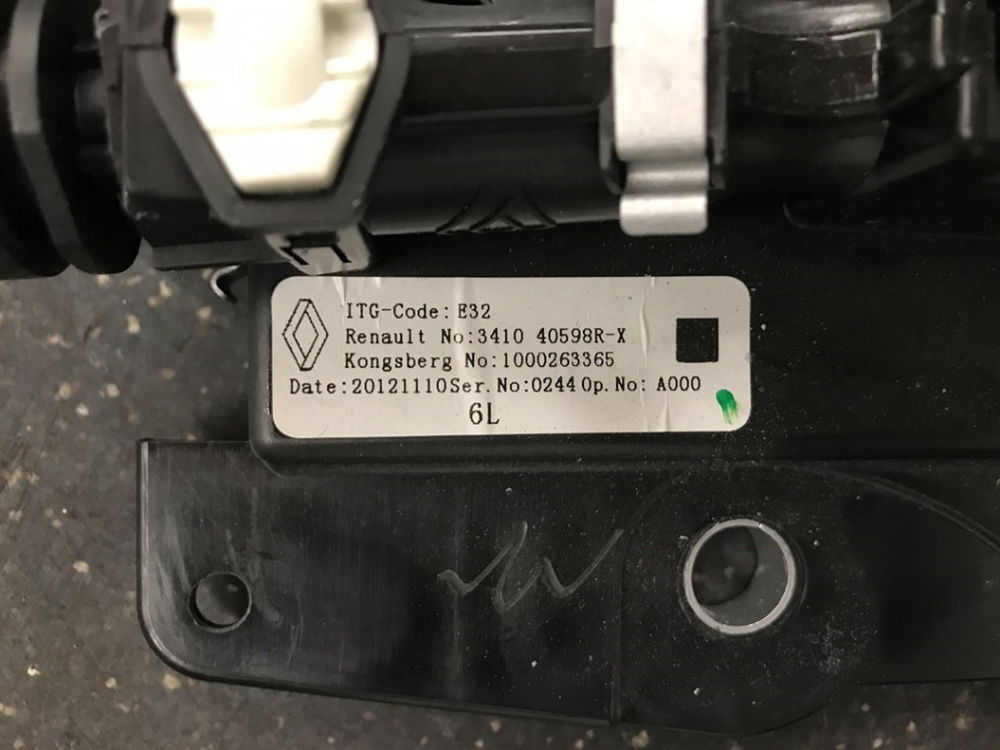 ITG-Code: E32
Renault No:3410 40598R-X
Kongsberg No:1000263365
Date:20121110Ser.No:0244Op.No: A000
6L